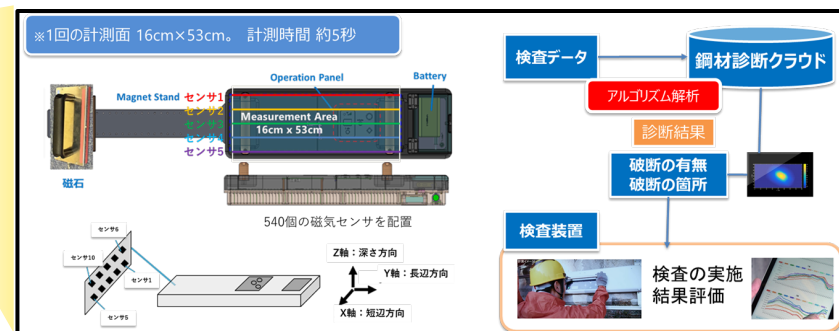 ※1回の計測面 16cm×53cm。 計測時間 約5秒
Operation Panel
Battery
Magnet Stand
センサ1
センサ2
センサ3
センサ4
センサ5
Measurement Area
16cm x 53cm
磁石
540個の磁気センサを配置
センサ6
センサ10
センサ1
センサ5
Z軸：深さ方向
Y軸：長辺方向
X軸：短辺方向
検査データ
鋼材診断クラウド
アルゴリズム解析
診断結果
破断の有無
破断の箇所
検査装置
検査の実施
結果評価